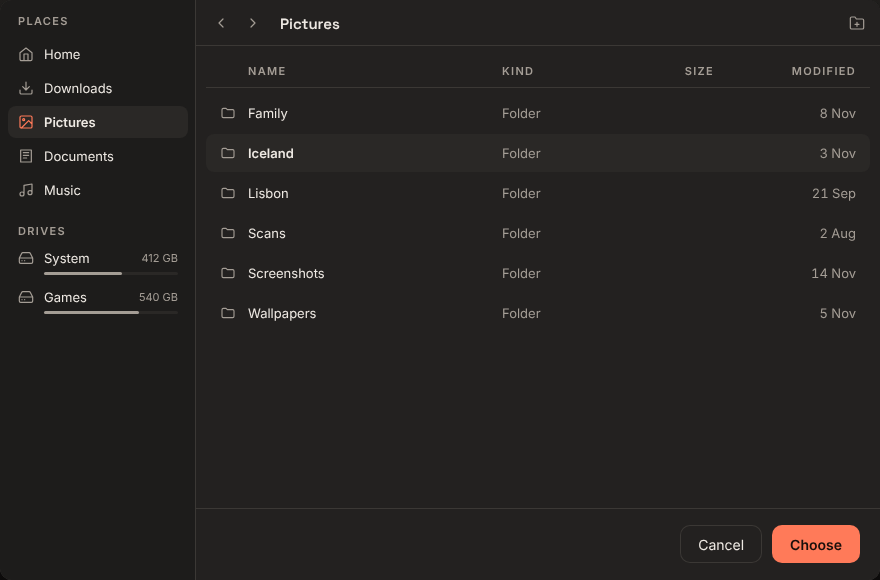 PLACES
Home
Downloads
Pictures
Documents
Music
DRIVES
System 412 GB
Games 540 GB
Pictures
NAME KIND SIZE MODIFIED
Family Folder 8 Nov
Iceland Folder 3 Nov
Lisbon Folder 21 Sep
Scans Folder 2 Aug
Screenshots Folder 14 Nov
Wallpapers Folder 5 Nov
Cancel Choose